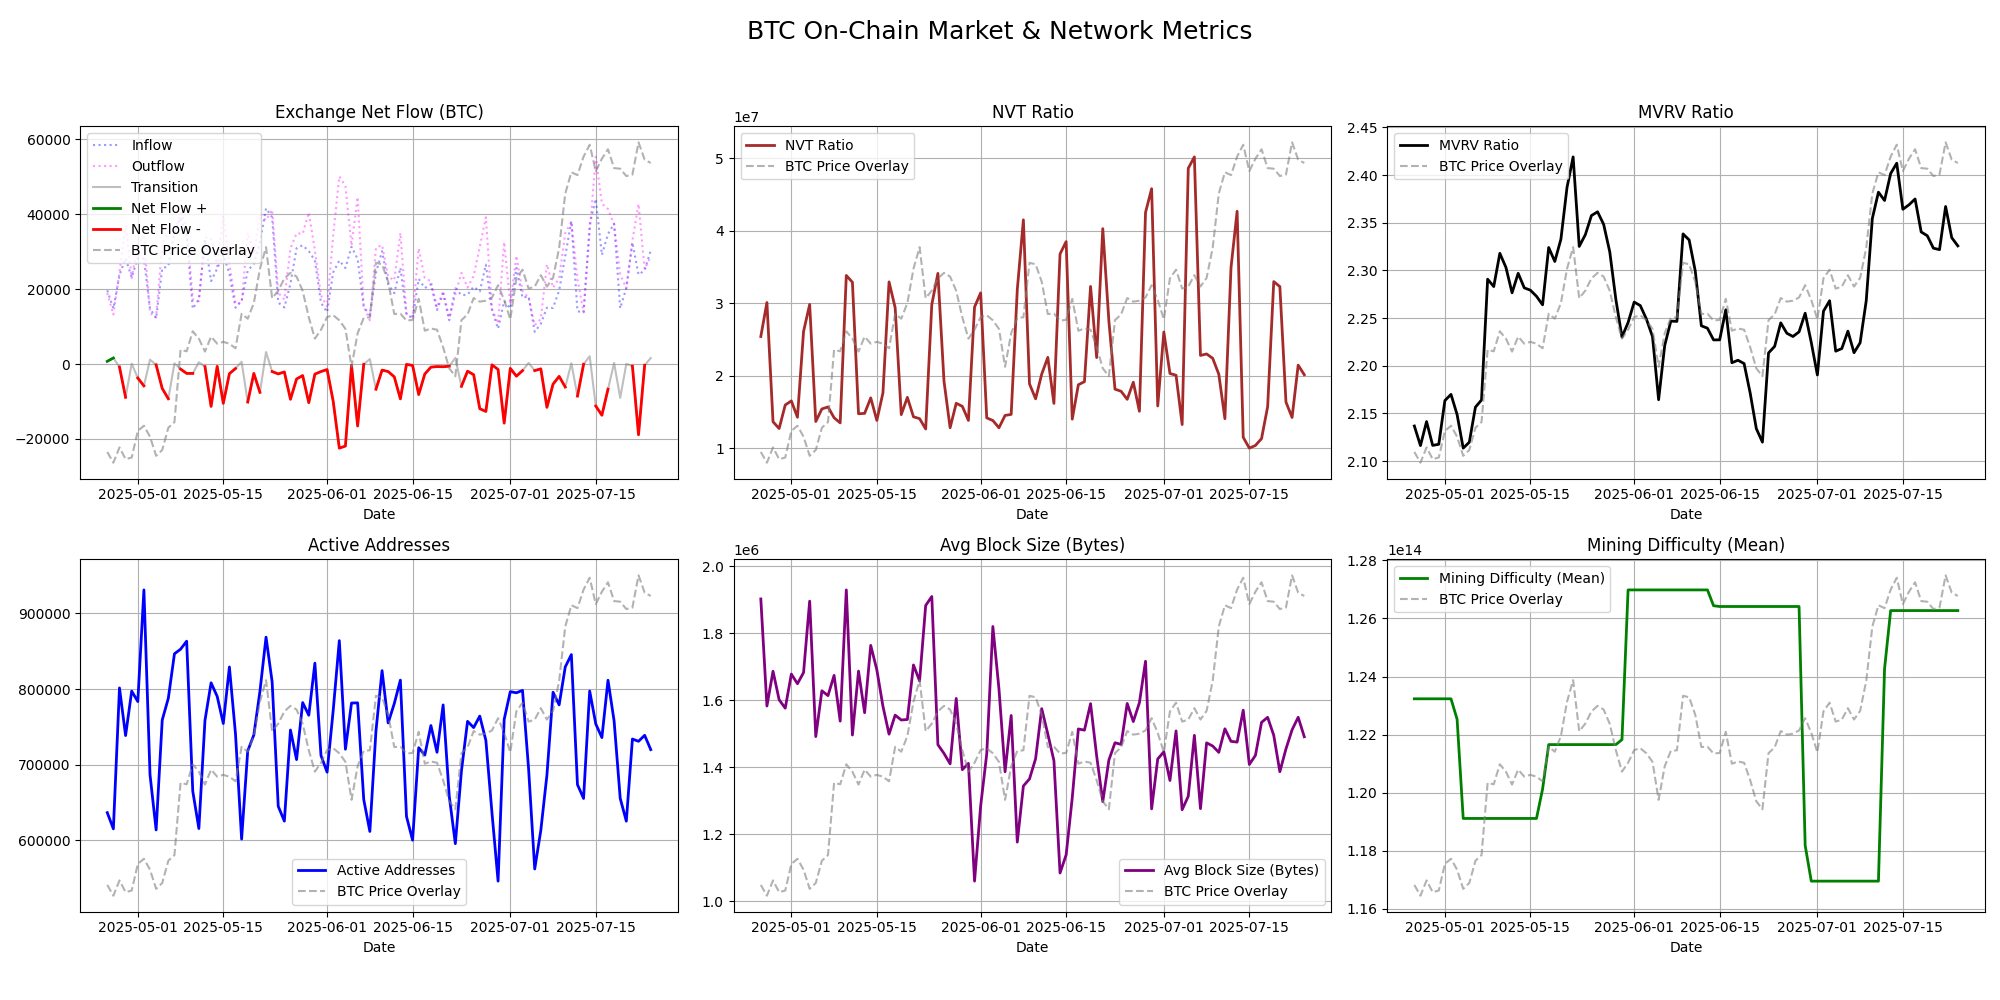 BTC On-Chain Market & Network Metrics
Exchange Net Flow (BTC)
60000
40000
20000
0
−20000
Inflow
Outflow
Transition
Net Flow +
Net Flow -
BTC Price Overlay
2025-05-01 2025-05-15 2025-06-01 2025-06-15 2025-07-01 2025-07-15
Date
NVT Ratio
1e7
5
4
3
2
1
NVT Ratio
BTC Price Overlay
2025-05-01 2025-05-15 2025-06-01 2025-06-15 2025-07-01 2025-07-15
Date
MVRV Ratio
2.45
2.40
2.35
2.30
2.25
2.20
2.15
2.10
MVRV Ratio
BTC Price Overlay
2025-05-01 2025-05-15 2025-06-01 2025-06-15 2025-07-01 2025-07-15
Date
Active Addresses
900000
800000
700000
600000
Active Addresses
BTC Price Overlay
2025-05-01 2025-05-15 2025-06-01 2025-06-15 2025-07-01 2025-07-15
Date
Avg Block Size (Bytes)
1e6
2.0
1.8
1.6
1.4
1.2
1.0
Avg Block Size (Bytes)
BTC Price Overlay
2025-05-01 2025-05-15 2025-06-01 2025-06-15 2025-07-01 2025-07-15
Date
Mining Difficulty (Mean)
1e14
1.28
1.26
1.24
1.22
1.20
1.18
1.16
Mining Difficulty (Mean)
BTC Price Overlay
2025-05-01 2025-05-15 2025-06-01 2025-06-15 2025-07-01 2025-07-15
Date